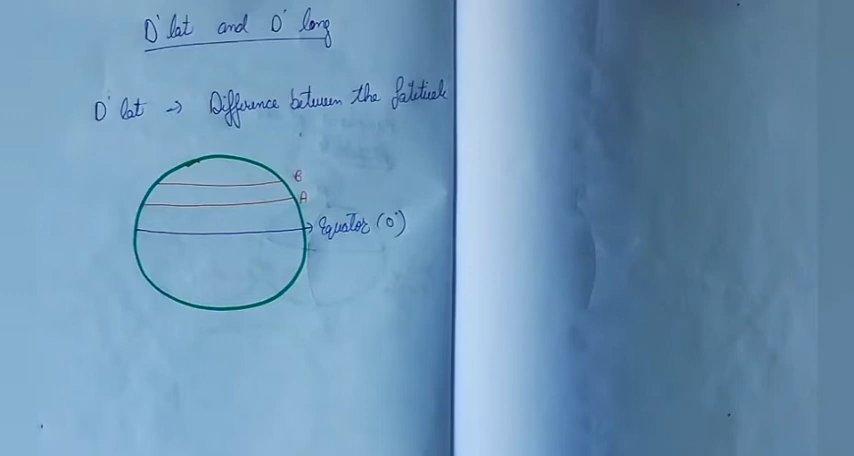 D' lat and D' long
D' lat → Difference between the latitude
B
A
Equator (0°)